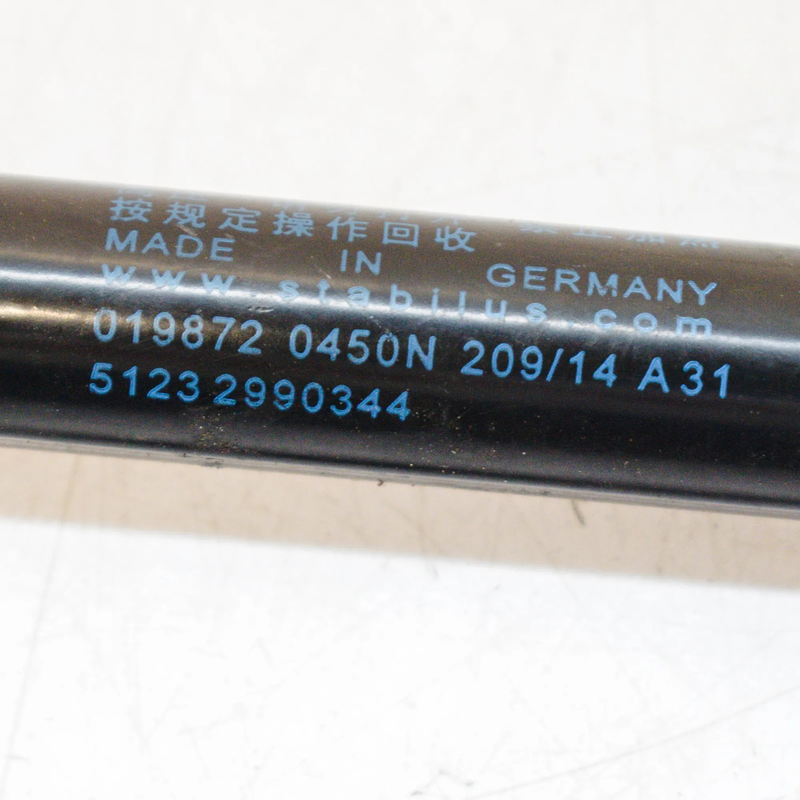 按规定操作回收
MADE IN GERMANY
www.stabilus.com
019872 0450N 209/14 A31
51232990344